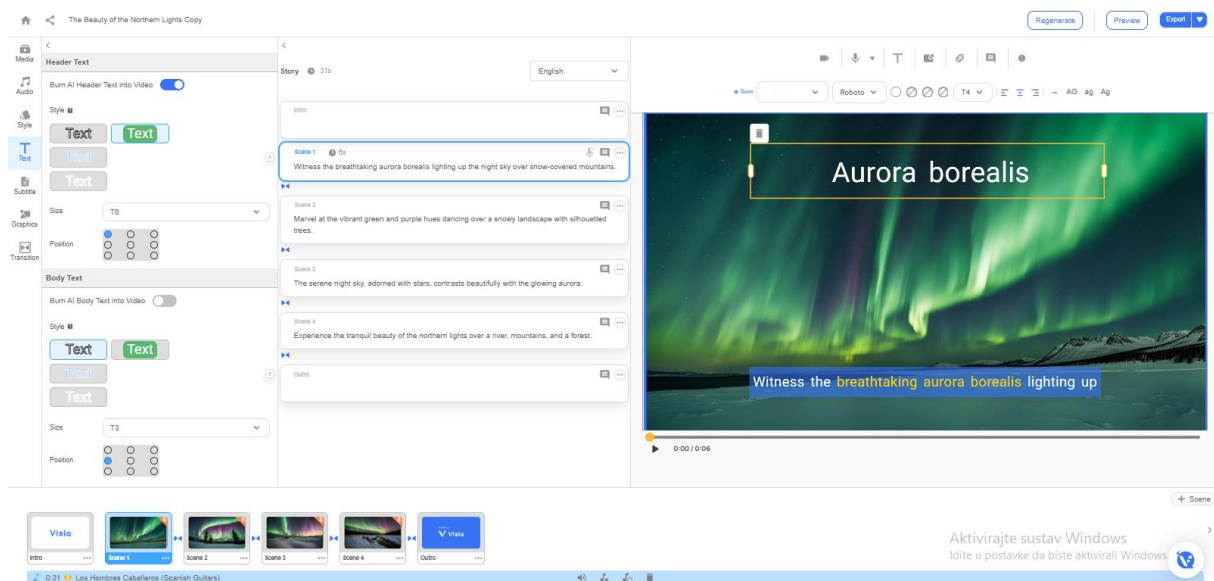 The Beauty of the Northern Lights Copy
Regenerate
Preview
Export
Media
Audio
Style
Text
Subtitle
Graphics
Transition
Header Text
Burn AI Header Text into Video
Style
Text
Text
Text
Text
Size
T6
Position
Body Text
Burn AI Body Text into Video
Style
Text
Text
Text
Text
Size
T3
Position
Story
31s
English
Intro
Scene 1
6s
Witness the breathtaking aurora borealis lighting up the night sky over snow-covered mountains.
Scene 2
Marvel at the vibrant green and purple hues dancing over a snowy landscape with silhouetted
trees.
Scene 3
The serene night sky, adorned with stars, contrasts beautifully with the glowing aurora.
Scene 4
Experience the tranquil beauty of the northern lights over a river, mountains, and a forest.
Outro
+ Save
Roboto
T4
AG ag Ag
Aurora borealis
Witness the breathtaking aurora borealis lighting up
0:00 / 0:06
+ Scene
Visla
Visla
Intro
Scene 1
Scene 2
Scene 3
Scene 4
Outro
Aktivirajte sustav Windows
Idite u postavke da biste aktivirali Windows.
0:31 Los Hombres Caballeros (Spanish Guitars)